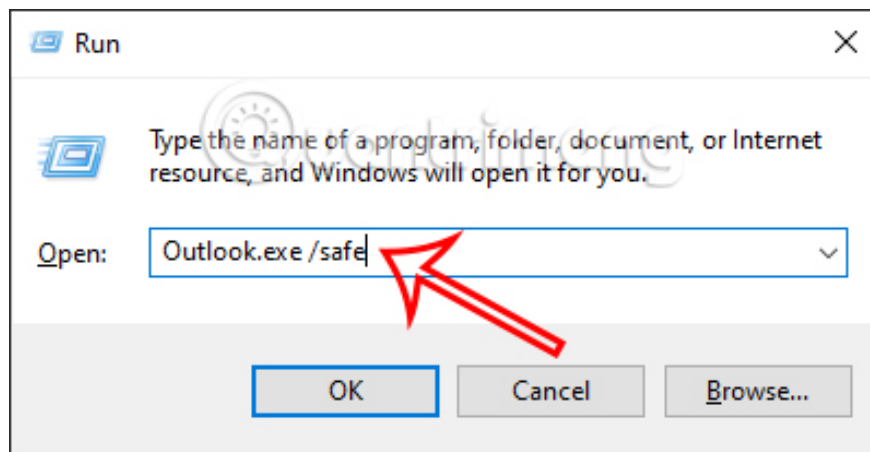 Run
Type the name of a program, folder, document, or Internet
resource, and Windows will open it for you.
Open: Outlook.exe /safe
OK Cancel Browse...